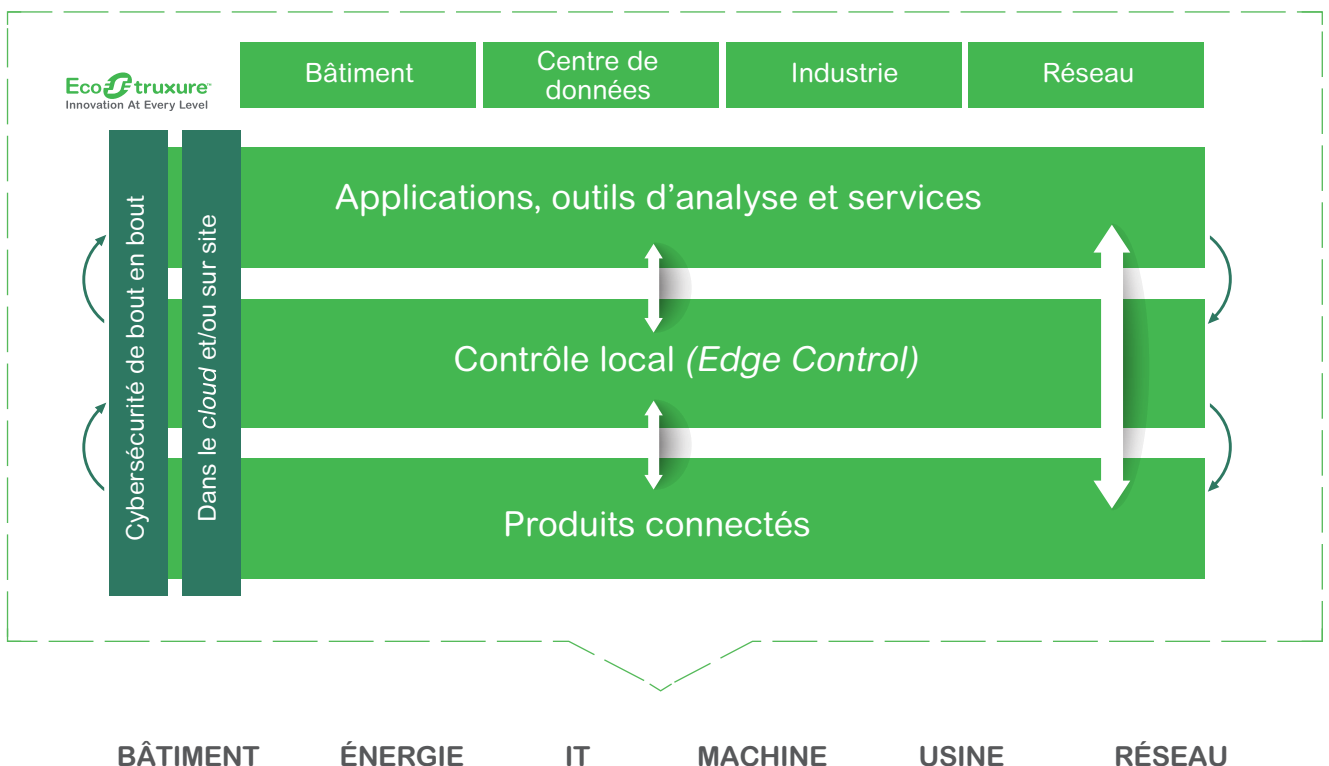 EcoStruxure™
Innovation At Every Level
Bâtiment
Centre de
données
Industrie
Réseau
Cybersécurité de bout en bout
Dans le cloud et/ou sur site
Applications, outils d’analyse et services
Contrôle local (Edge Control)
Produits connectés
BÂTIMENT
ÉNERGIE
IT
MACHINE
USINE
RÉSEAU